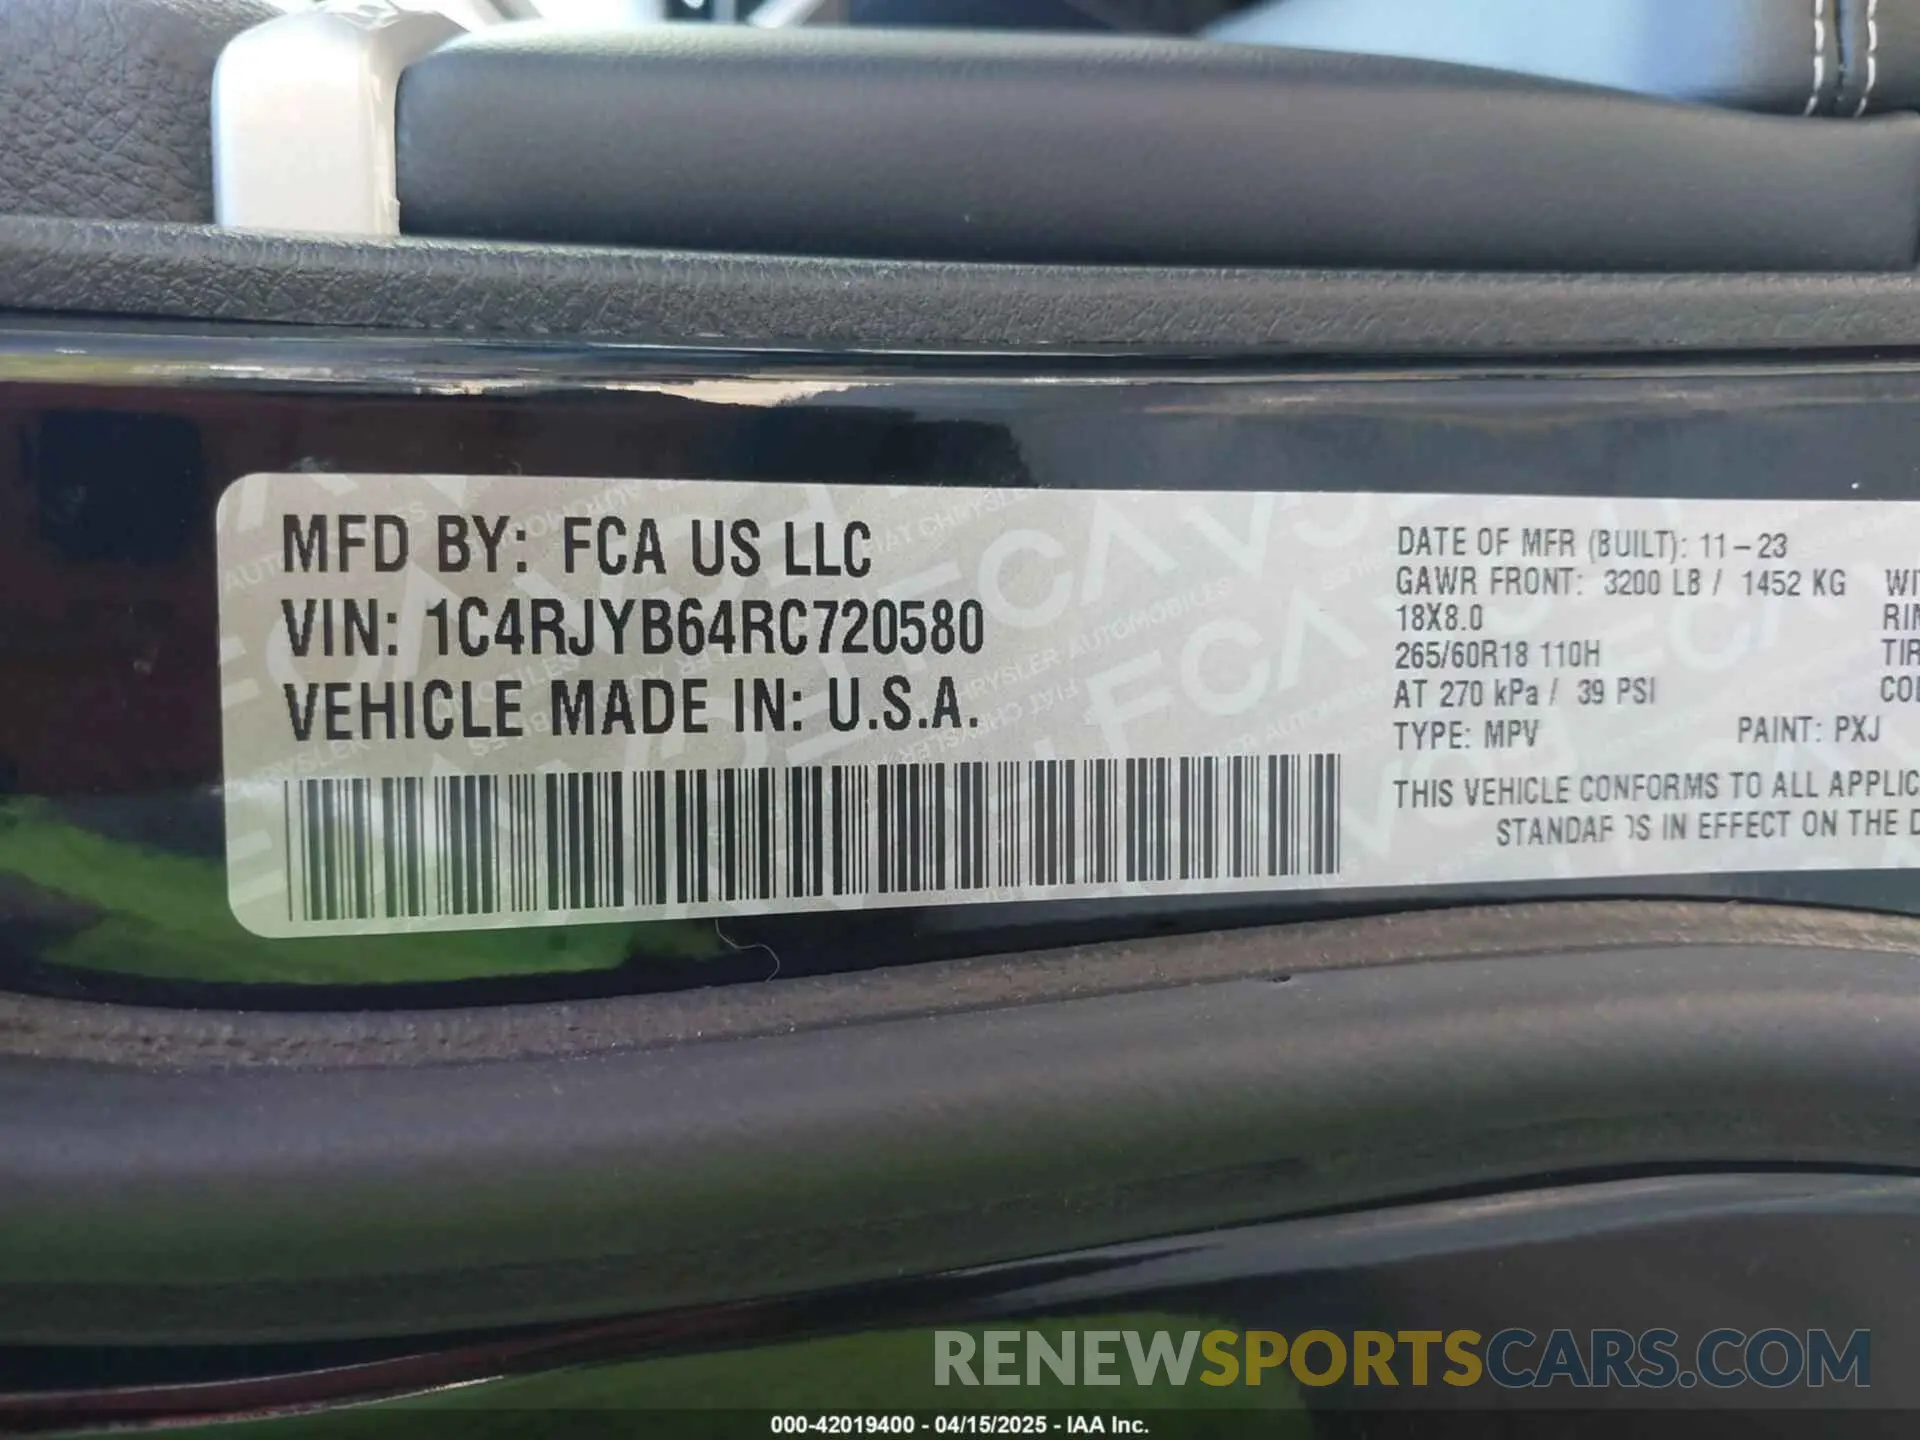 MFD BY: FCA US LLC
VIN: 1C4RJYB64RC720580
VEHICLE MADE IN: U.S.A.
DATE OF MFR (BUILT): 11-23
GAWR FRONT: 3200 LB / 1452 KG
18X8.0
265/60R18 110H
AT 270 kPa / 39 PSI
TYPE: MPV PAINT: PXJ
THIS VEHICLE CONFORMS TO ALL
IN EFFECT ON THE
RENEWSPORTSCARS.COM
000-42019400 - 04/15/2025 - IAA Inc.